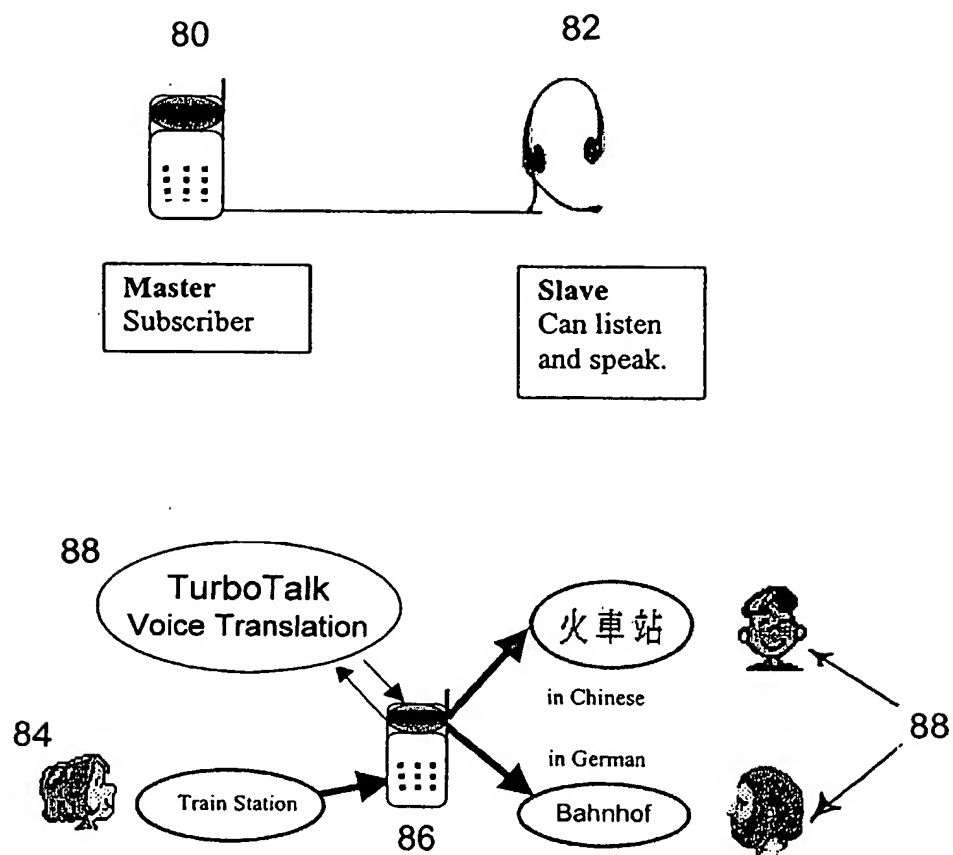 80
82
Master
Subscriber
Slave
Can listen
and speak.
88
TurboTalk
Voice Translation
火車站
in Chinese
88
84
in German
Train Station
Bahnhof
86